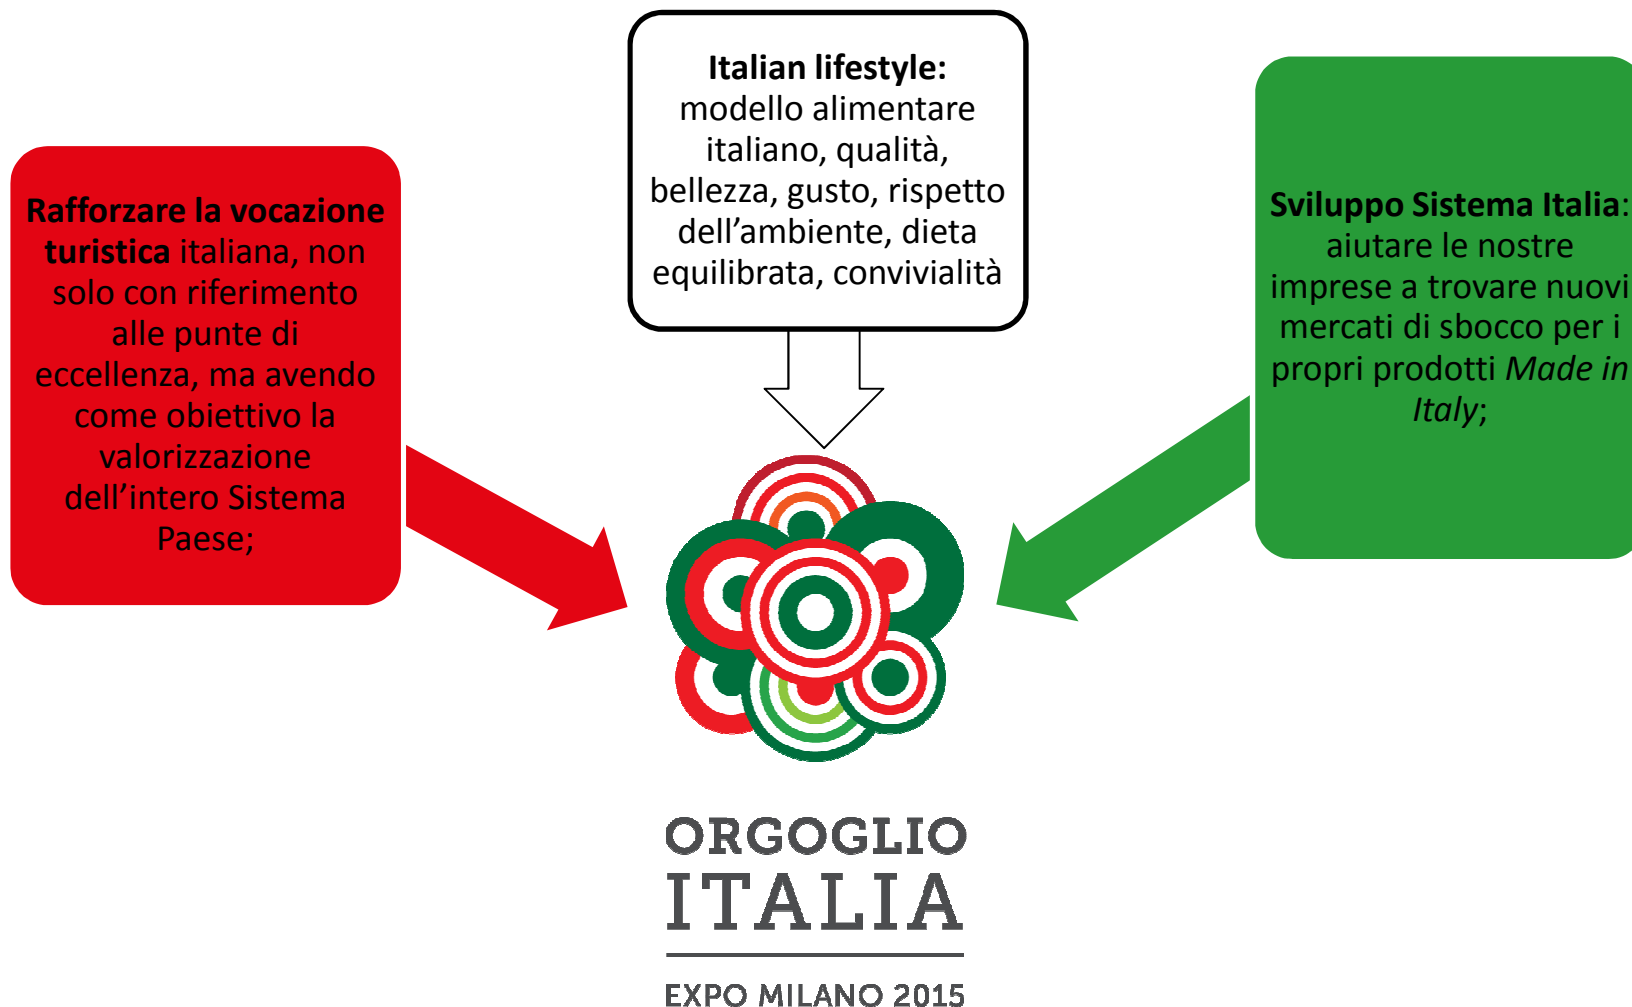 Rafforzare la vocazione
turistica italiana, non
solo con riferimento
alle punte di
eccellenza, ma avendo
come obiettivo la
valorizzazione
dell’intero Sistema
Paese;
Italian lifestyle:
modello alimentare
italiano, qualità,
bellezza, gusto, rispetto
dell’ambiente, dieta
equilibrata, convivialità
Sviluppo Sistema Italia:
aiutare le nostre
imprese a trovare nuovi
mercati di sbocco per i
propri prodotti Made in
Italy;
ORGOGLIO
ITALIA
EXPO MILANO 2015